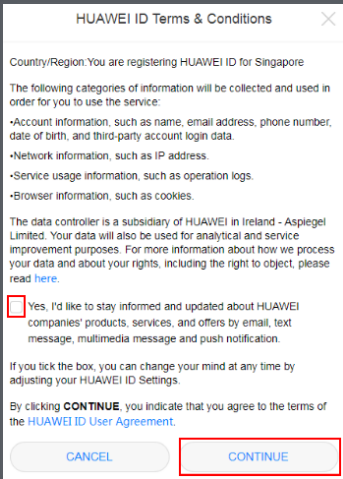 HUAWEI ID Terms & Conditions
Country/Region:You are registering HUAWEI ID for Singapore
The following categories of information will be collected and used in
order for you to use the service:
•Account information, such as name, email address, phone number,
date of birth, and third-party account login data.
•Network information, such as IP address.
•Service usage information, such as operation logs.
•Browser information, such as cookies.
The data controller is a subsidiary of HUAWEI in Ireland - Aspiegel
Limited. Your data will also be used for analytical and service
improvement purposes. For more information about how we process
your data and about your rights, including the right to object, please
read here.
Yes, I'd like to stay informed and updated about HUAWEI
companies' products, services, and offers by email, text
message, multimedia message and push notification.
If you tick the box, you can change your mind at any time by
adjusting your HUAWEI ID Settings.
By clicking CONTINUE, you indicate that you agree to the terms of
the HUAWEI ID User Agreement.
CANCEL
CONTINUE